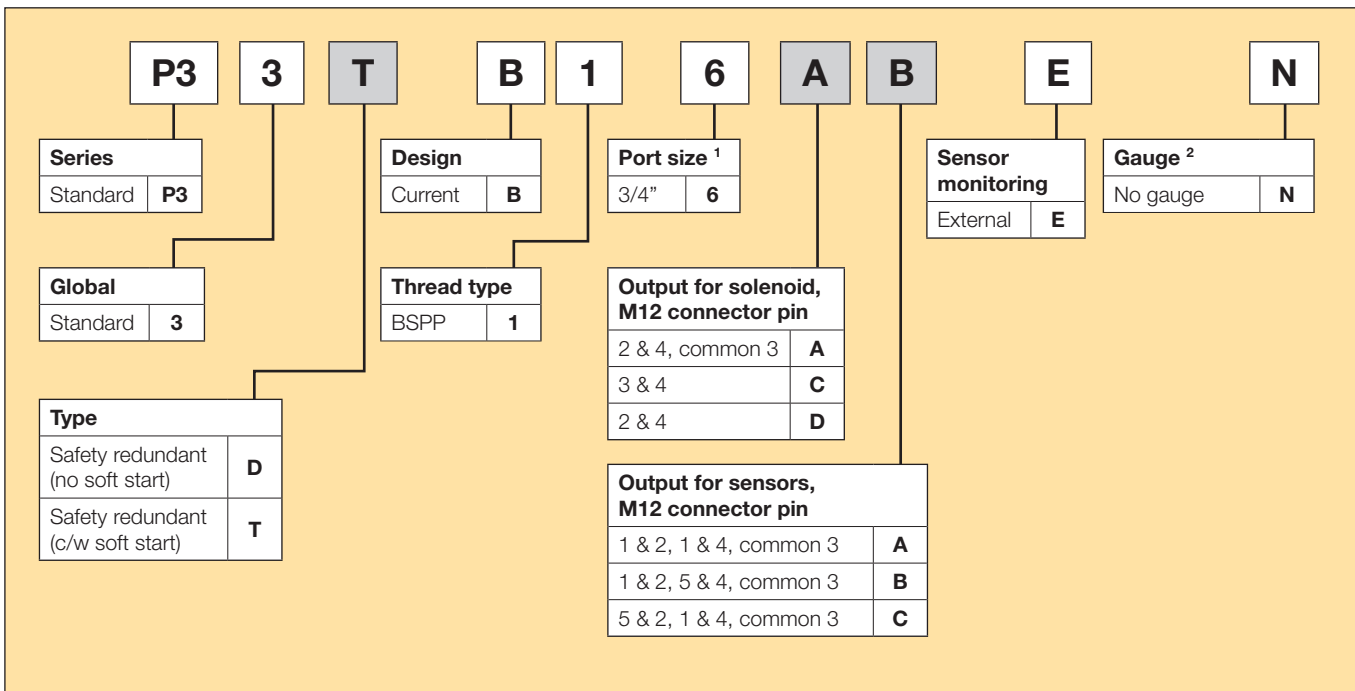 P3 3 T B 1 6 A B E N
Series
Standard P3
Design
Current B
Port size 1
3/4” 6
Sensor
monitoring
External E
Gauge 2
No gauge N
Global
Standard 3
Thread type
BSPP 1
Output for solenoid,
M12 connector pin
2 & 4, common 3 A
3 & 4 C
2 & 4 D
Type
Safety redundant
(no soft start) D
Safety redundant
(c/w soft start) T
Output for sensors,
M12 connector pin
1 & 2, 1 & 4, common 3 A
1 & 2, 5 & 4, common 3 B
5 & 2, 1 & 4, common 3 C